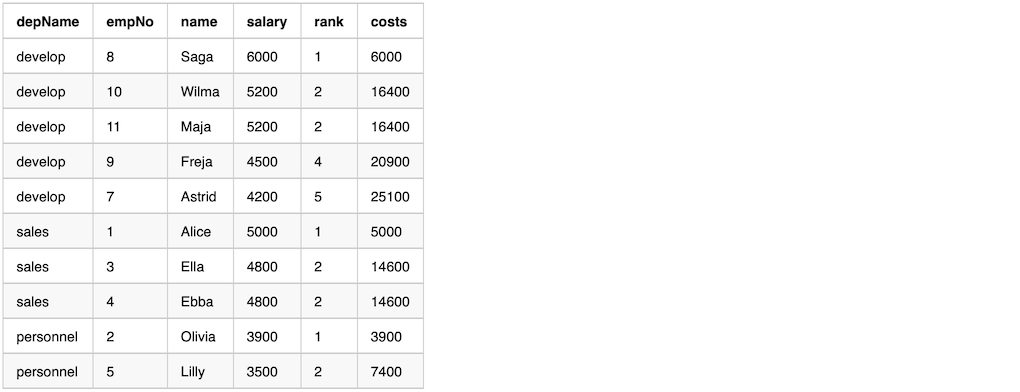 depName empNo name salary rank costs
develop 8 Saga 6000 1 6000
develop 10 Wilma 5200 2 16400
develop 11 Maja 5200 2 16400
develop 9 Freja 4500 4 20900
develop 7 Astrid 4200 5 25100
sales 1 Alice 5000 1 5000
sales 3 Ella 4800 2 14600
sales 4 Ebba 4800 2 14600
personnel 2 Olivia 3900 1 3900
personnel 5 Lilly 3500 2 7400